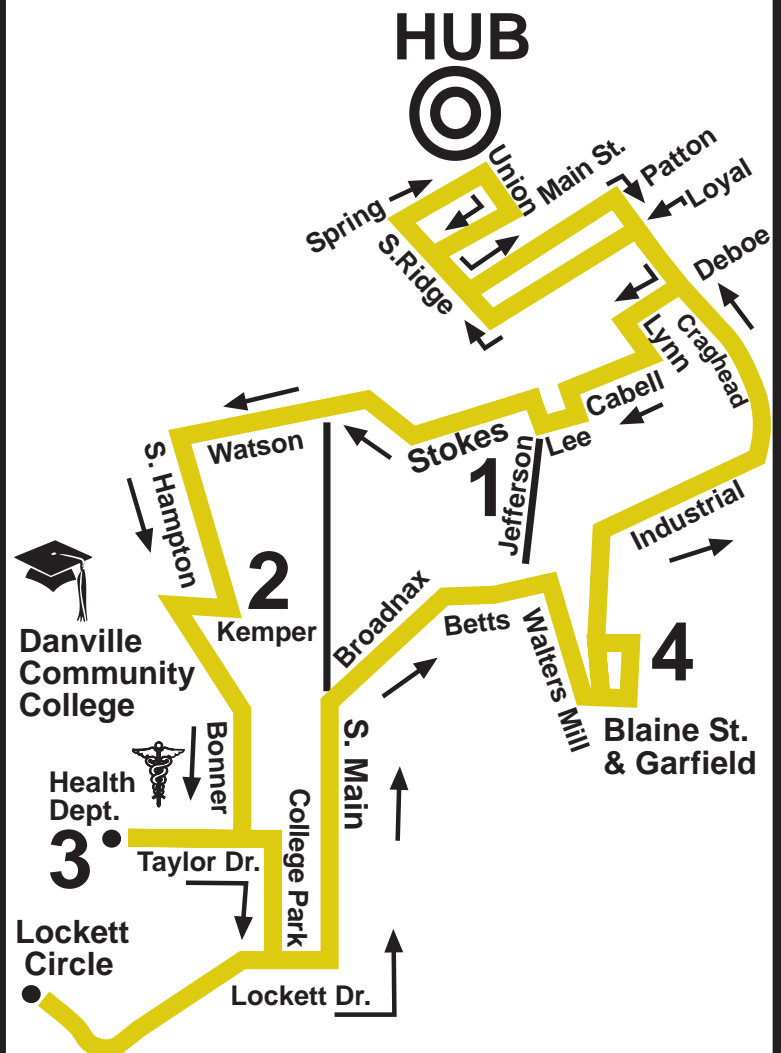 HUB
Union
Main St.
Patton
Loyal
Spring
S.Ridge
Deboe
Lynn
Craghead
Cabell
Lee
Stokes
Watson
1
Jefferson
S. Hampton
Industrial
2
Kemper
Broadnax
Betts
Walters Mill
4
Danville
Community
College
Blaine St.
& Garfield
Bonner
S. Main
Health
Dept.
3
College Park
Taylor Dr.
Lockett
Circle
Lockett Dr.